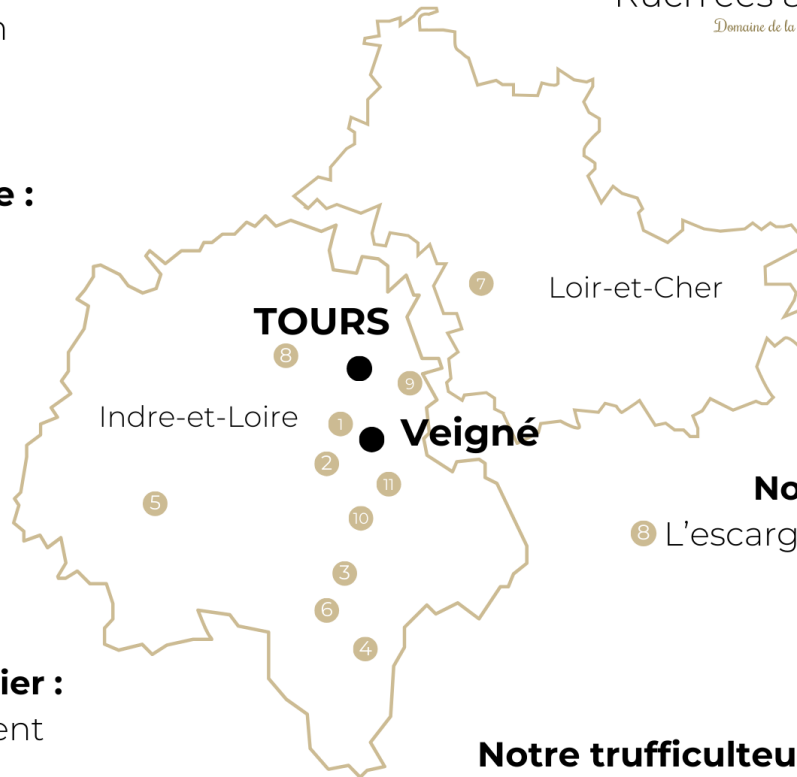 Domaine de la
e :
7
Loir-et-Cher
TOURS
8
9
Indre-et-Loire
1
Veigné
2
11
5
10
No
8 L'escarg
3
6
4
ier :
ent
Notre trufficulteu